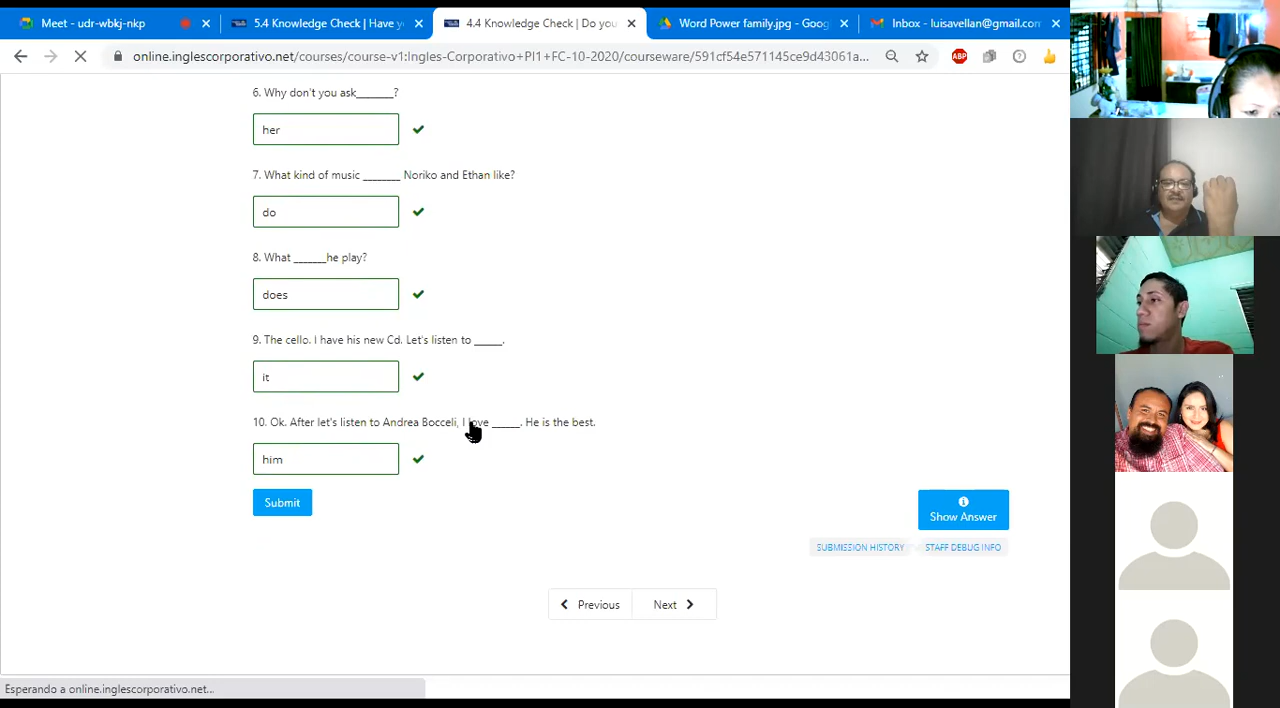 Meet - udr-wbkj-nkp
5.4 Knowledge Check | Have y
4.4 Knowledge Check | Do you
Word Power family.jpg - Goog
Inbox - luisavellan@gmail.com
online.inglescorporativo.net/courses/course-v1:Ingles-Corporativo+PI1+FC-10-2020/courseware/591cf54e571145ce9d43061a...
ABP
6. Why don't you ask_______?
her
7. What kind of music _______ Noriko and Ethan like?
do
8. What ______he play?
does
9. The cello. I have his new Cd. Let's listen to _____.
it
10. Ok. After let's listen to Andrea Bocceli, I love _____. He is the best.
him
Submit
Show Answer
SUBMISSION HISTORY
STAFF DEBUG INFO
Previous
Next
Esperando a online.inglescorporativo.net...